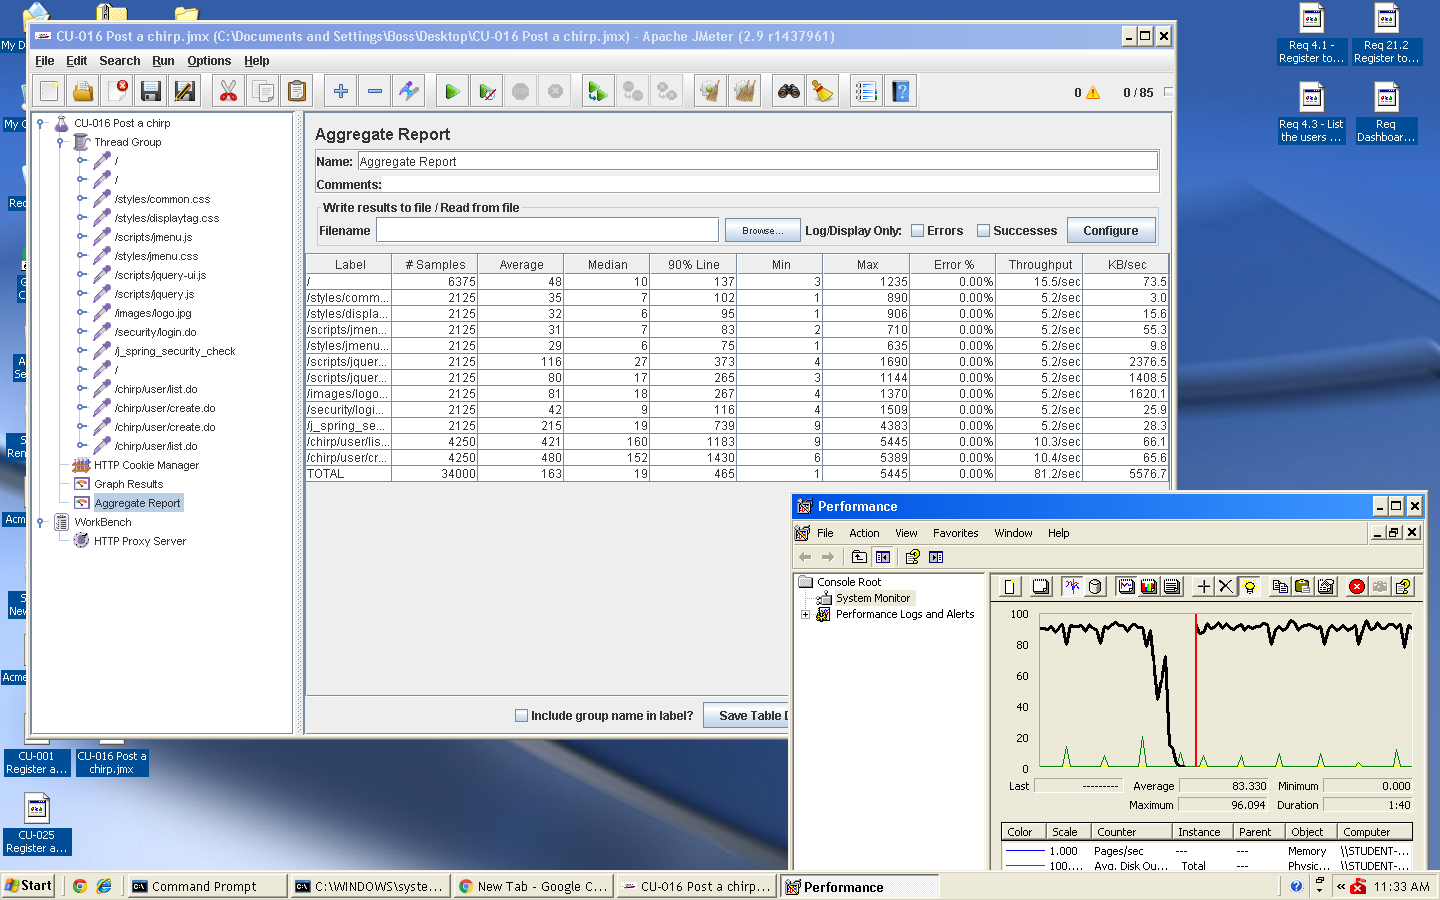 CU-016 Post a chirp.jmx (C:\Documents and Settings\Boss\Desktop\CU-016 Post a chirp.jmx) - Apache JMeter (2.9 r1437961)
File Edit Search Run Options Help
0 0 / 85
CU-016 Post a chirp
Thread Group
/
/
/styles/common.css
/styles/displaytag.css
/scripts/jmenu.js
/styles/jmenu.css
/scripts/jquery-ui.js
/scripts/jquery.js
/images/logo.jpg
/security/login.do
/j_spring_security_check
/
/chirp/user/list.do
/chirp/user/create.do
/chirp/user/create.do
/chirp/user/list.do
HTTP Cookie Manager
Graph Results
Aggregate Report
WorkBench
HTTP Proxy Server
Aggregate Report
Name: Aggregate Report
Comments:
Write results to file / Read from file
Filename Browse... Log/Display Only: Errors Successes Configure
Label # Samples Average Median 90% Line Min Max Error % Throughput KB/sec
/ 6375 48 10 137 3 1235 0.00% 15.5/sec 73.5
/styles/comm... 2125 35 7 102 1 890 0.00% 5.2/sec 3.0
/styles/displa... 2125 32 6 95 1 906 0.00% 5.2/sec 15.6
/scripts/jmen... 2125 31 7 83 2 710 0.00% 5.2/sec 55.3
/styles/jmenu... 2125 29 6 75 1 635 0.00% 5.2/sec 9.8
/scripts/jquer... 2125 116 27 373 4 1690 0.00% 5.2/sec 2376.5
/scripts/jquer... 2125 80 17 265 3 1144 0.00% 5.2/sec 1408.5
/images/logo... 2125 81 18 267 4 1370 0.00% 5.2/sec 1620.1
/security/logi... 2125 42 9 116 4 1509 0.00% 5.2/sec 25.9
/j_spring_se... 2125 215 19 739 9 4383 0.00% 5.2/sec 28.3
/chirp/user/lis... 4250 421 160 1183 9 5445 0.00% 10.3/sec 66.1
/chirp/user/cr... 4250 480 152 1430 6 5389 0.00% 10.4/sec 65.6
TOTAL 34000 163 19 465 1 5445 0.00% 81.2/sec 5576.7
Include group name in label? Save Table
Req 4.1 -
Register to...
Req 21.2
Register to...
Req 4.3 - List
the users ...
Req
Dashboar...
Performance
File Action View Favorites Window Help
Console Root
System Monitor
Performance Logs and Alerts
100
80
60
40
20
0
Last --------- Average 83.330 Minimum 0.000
Maximum 96.094 Duration 1:40
Color Scale Counter Instance Parent Object Computer
1.000 Pages/sec --- --- Memory \\STUDENT-...
100.... Avg. Disk Qu... _Total --- Physic... \\STUDENT-...
CU-001
Register a...
CU-016 Post a
chirp.jmx
CU-025
Register a...
Start Command Prompt C:\WINDOWS\syste... New Tab - Google C... CU-016 Post a chirp... Performance 11:33 AM